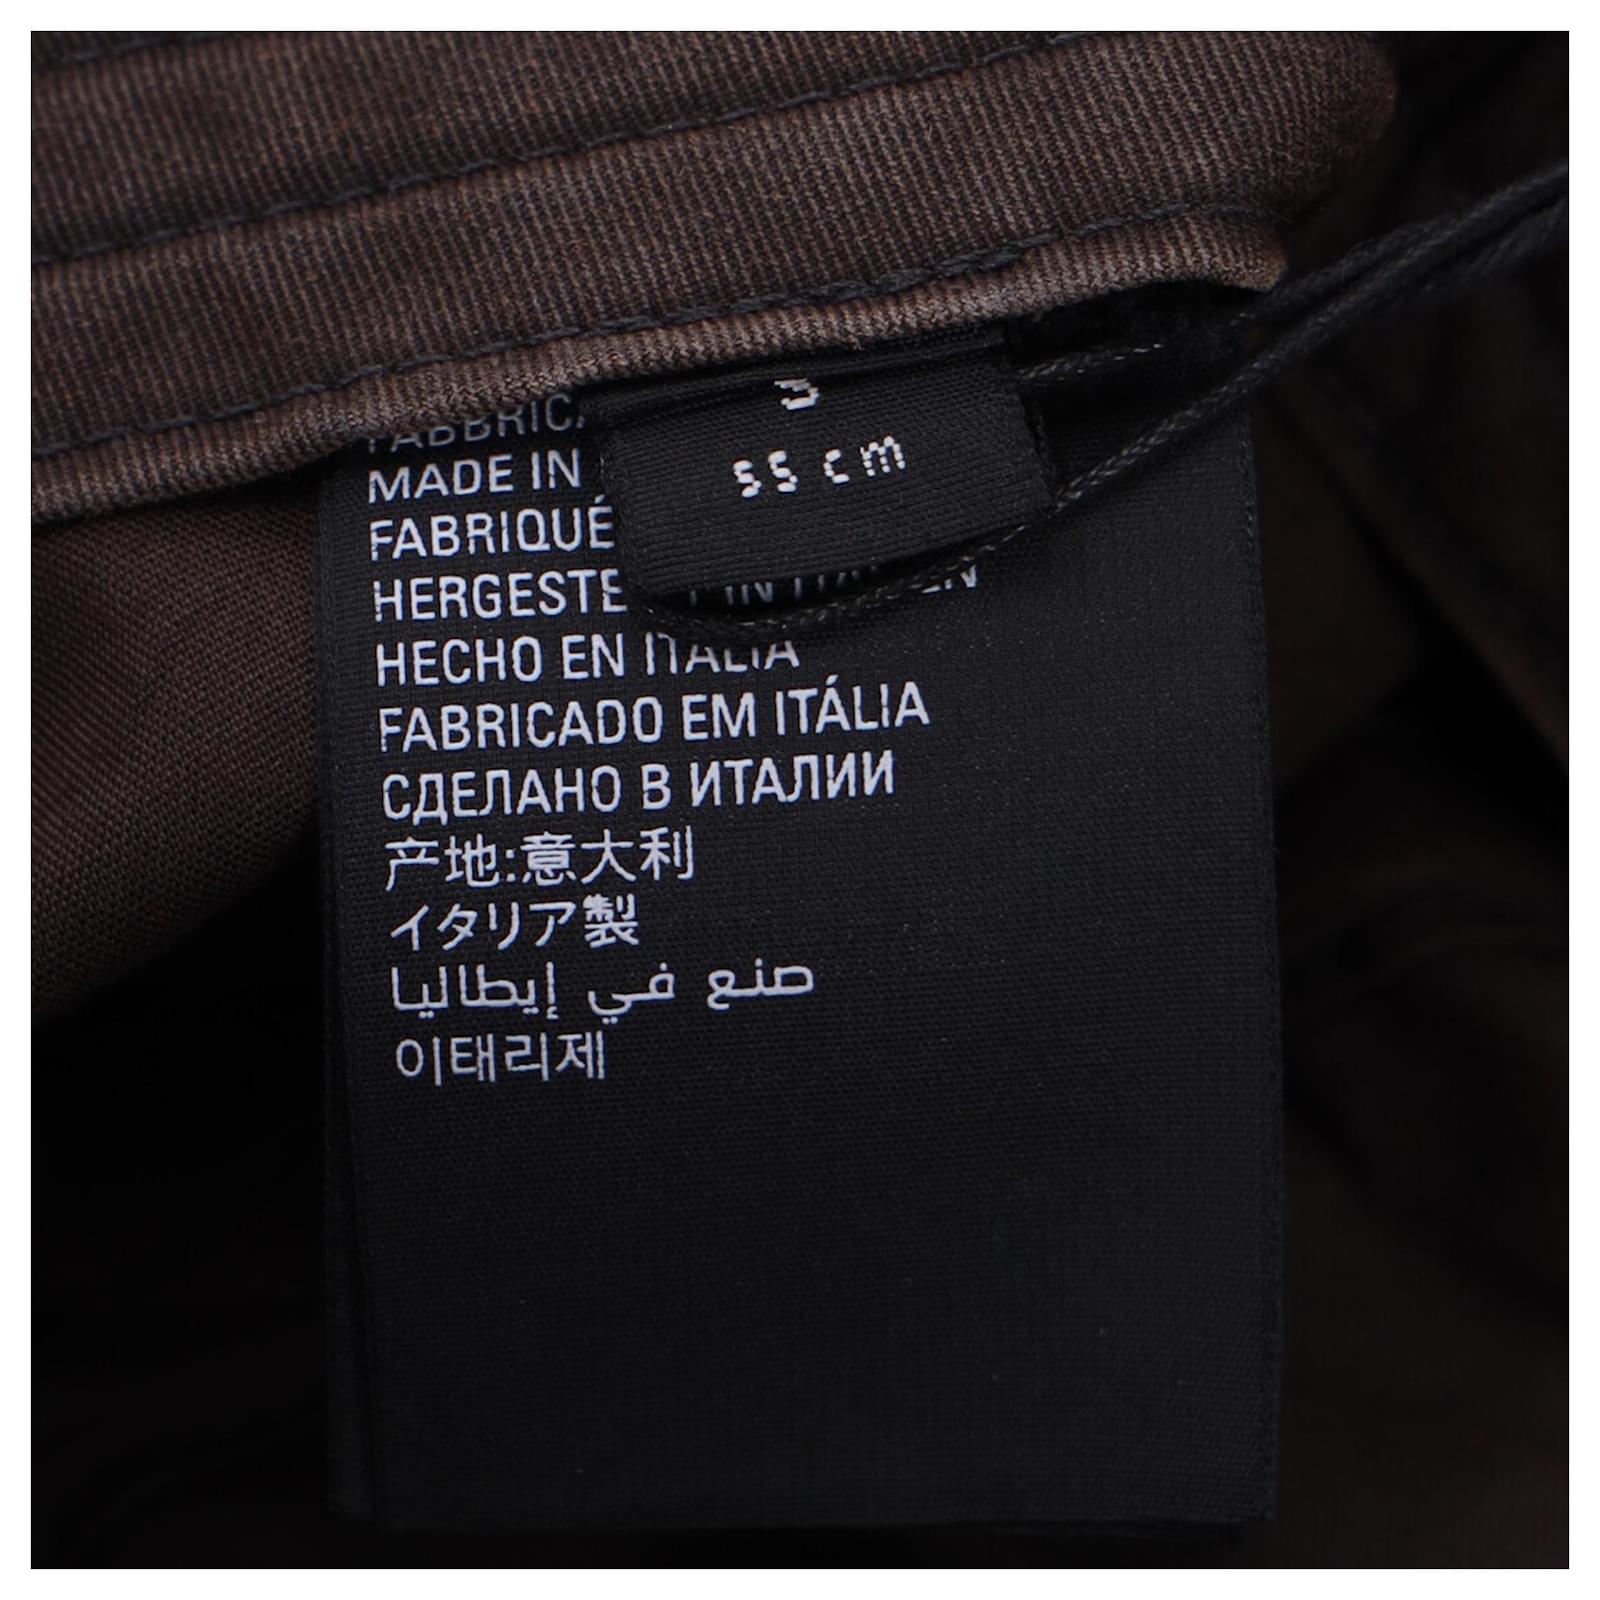 MADE IN
FABRIQUÉ
IN
HECHO EN ITALIA
FABRICADO EM ITÁLIA
СДЕЛАНО В ИТАЛИИ
产地:意大利
イタリア製
صنع في إيطاليا
이태리제
55 cm